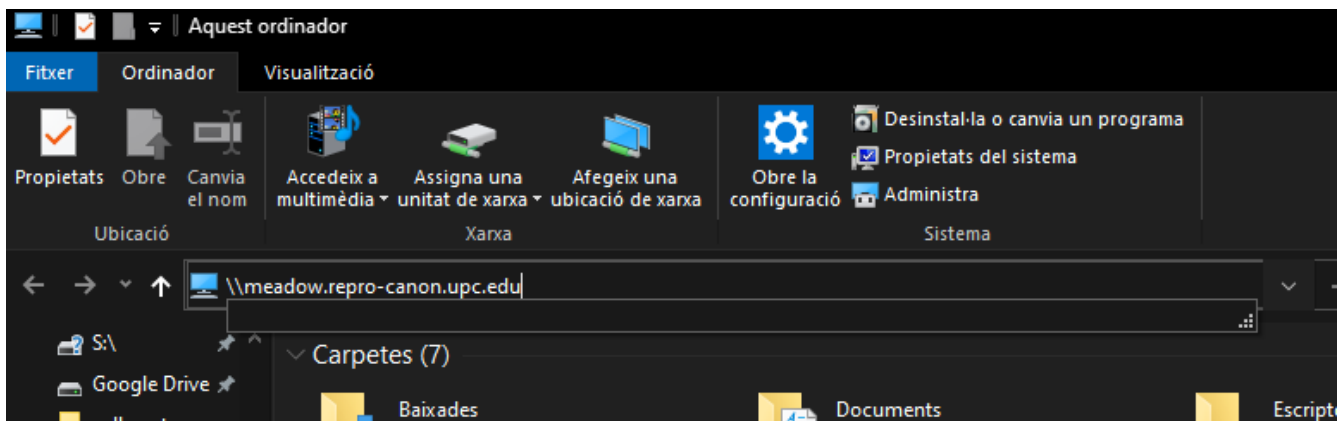 Aquest ordinador
Fitxer Ordinador Visualització
Desinstal·la o canvia un programa
Propietats del sistema
Administra
Propietats Obre Canvia el nom
Accedeix a multimèdia Assigna una unitat de xarxa Afegeix una ubicació de xarxa
Obre la configuració
Ubicació Xarxa Sistema
\\meadow.repro-canon.upc.edu
S:\
Carpetes (7)
Google Drive
Baixades Documents